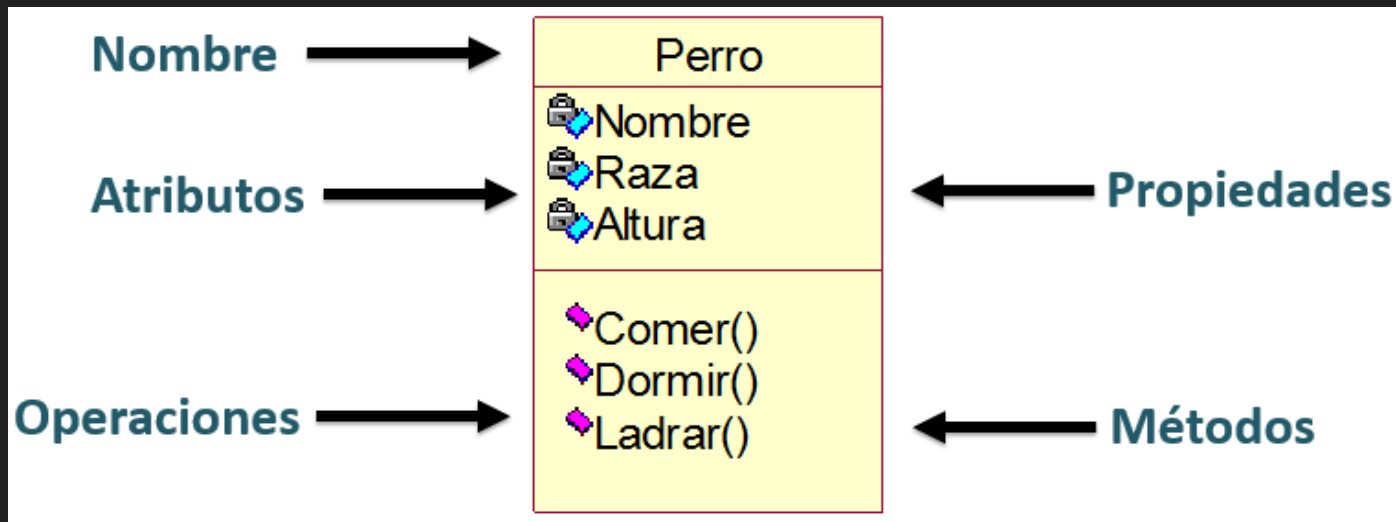 Nombre
Perro
Nombre
Raza
Altura
Atributos
Propiedades
Comer()
Dormir()
Ladrar()
Operaciones
Métodos